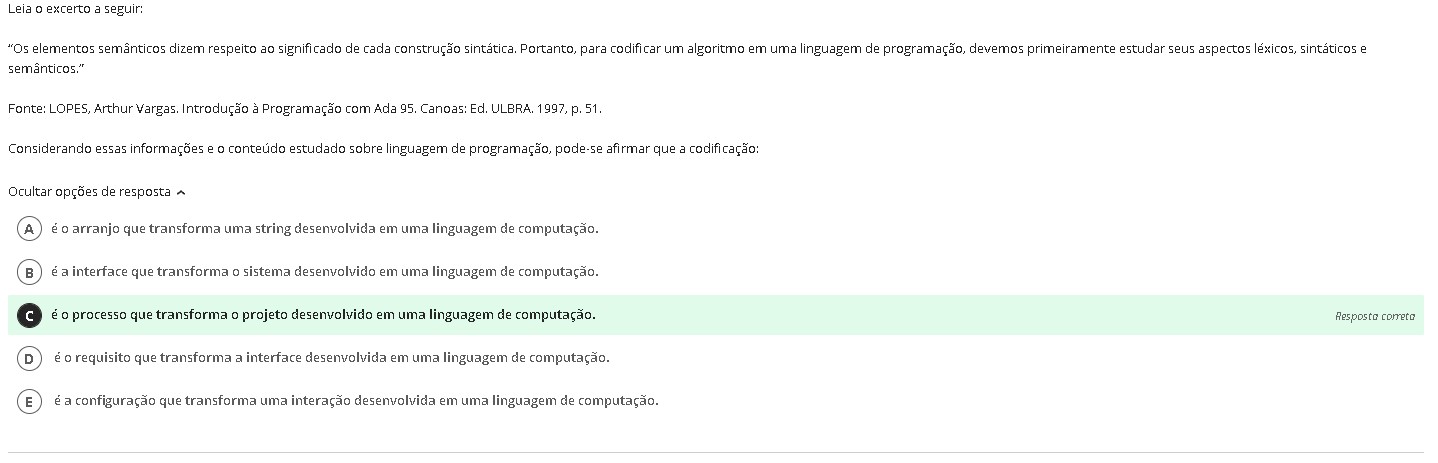 Leia o excerto a seguir:
“Os elementos semânticos dizem respeito ao significado de cada construção sintática. Portanto, para codificar um algoritmo em uma linguagem de programação, devemos primeiramente estudar seus aspectos léxicos, sintáticos e
semânticos.”
Fonte: LOPES, Arthur Vargas. Introdução à Programação com Ada 95. Canoas: Ed. ULBRA. 1997, p. 51.
Considerando essas informações e o conteúdo estudado sobre linguagem de programação, pode-se afirmar que a codificação:
Ocultar opções de resposta
A é o arranjo que transforma uma string desenvolvida em uma linguagem de computação.
B é a interface que transforma o sistema desenvolvido em uma linguagem de computação.
C é o processo que transforma o projeto desenvolvido em uma linguagem de computação. Resposta correta
D é o requisito que transforma a interface desenvolvida em uma linguagem de computação.
E é a configuração que transforma uma interação desenvolvida em uma linguagem de computação.